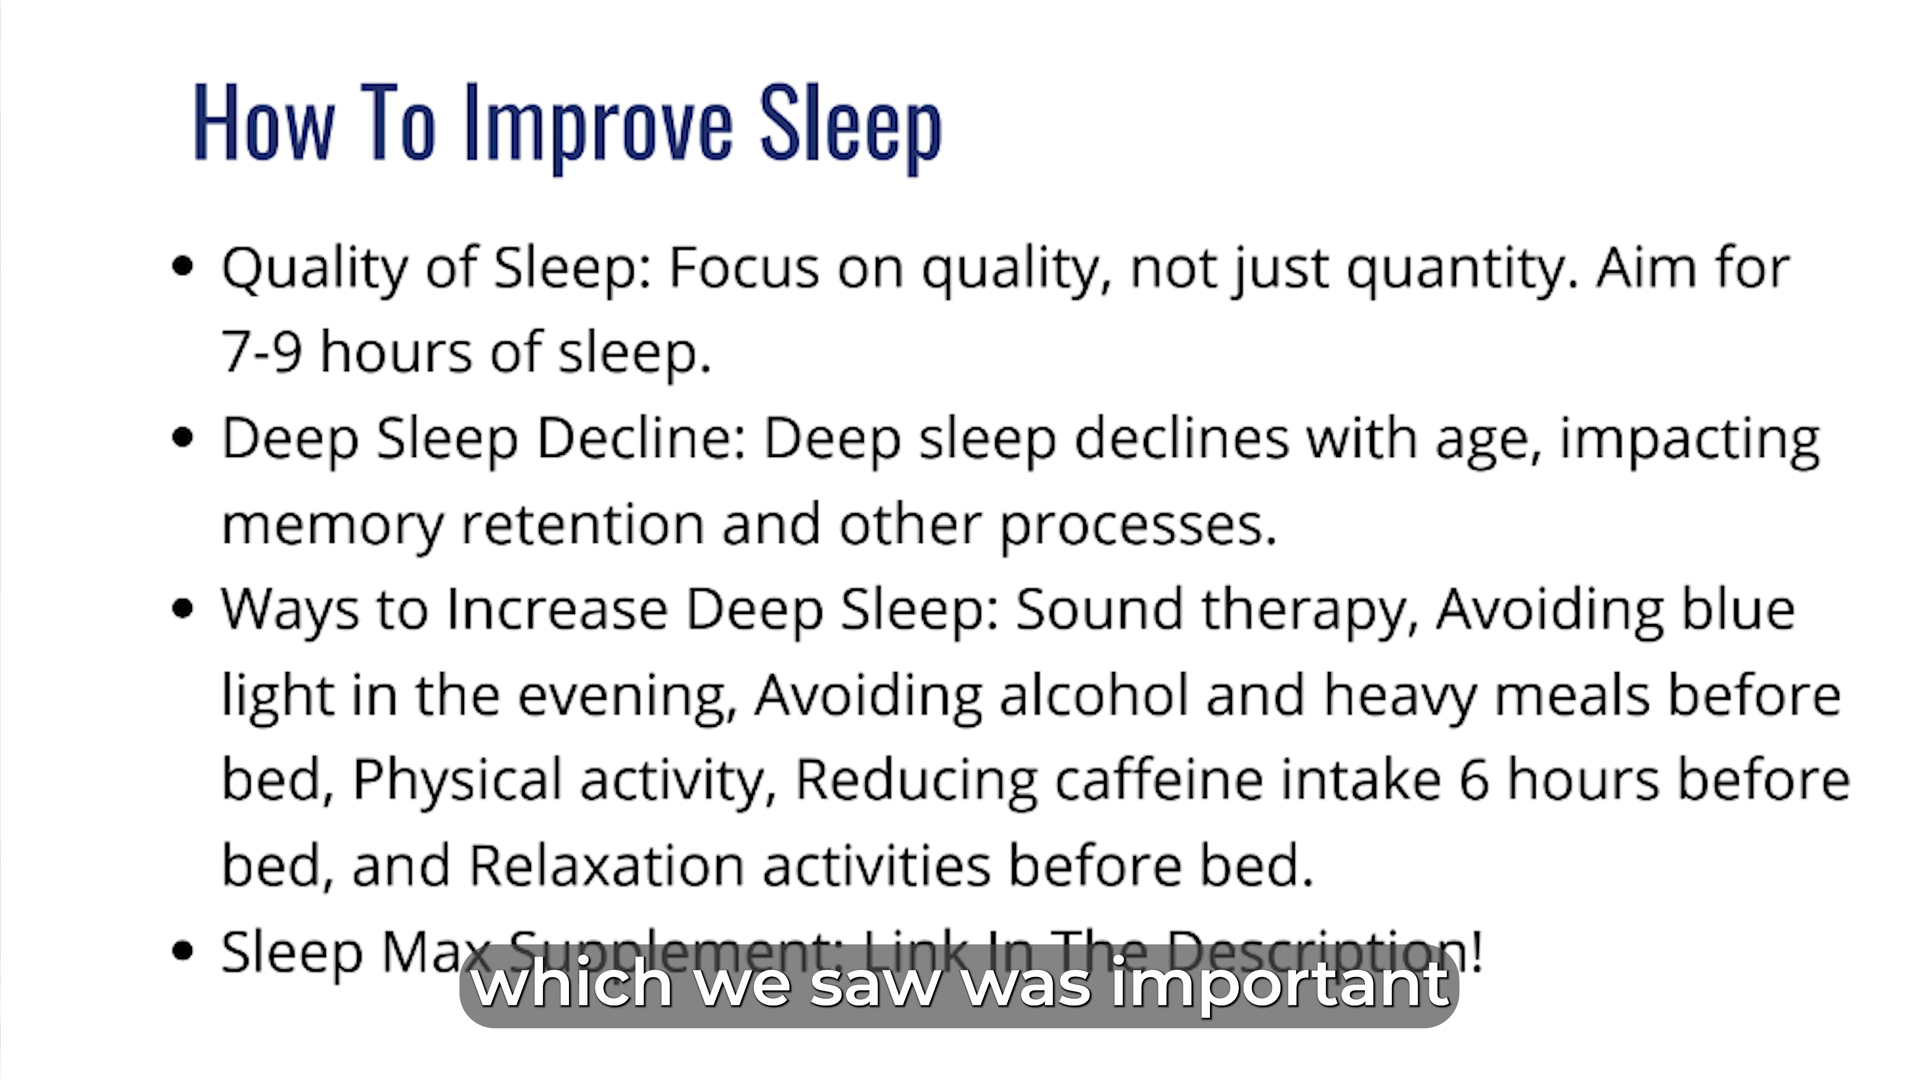 How To Improve Sleep
• Quality of Sleep: Focus on quality, not just quantity. Aim for
7-9 hours of sleep.
• Deep Sleep Decline: Deep sleep declines with age, impacting
memory retention and other processes.
• Ways to Increase Deep Sleep: Sound therapy, Avoiding blue
light in the evening, Avoiding alcohol and heavy meals before
bed, Physical activity, Reducing caffeine intake 6 hours before
bed, and Relaxation activities before bed.
• Sleep Max Supplement: Link In The Description!
which we saw was important